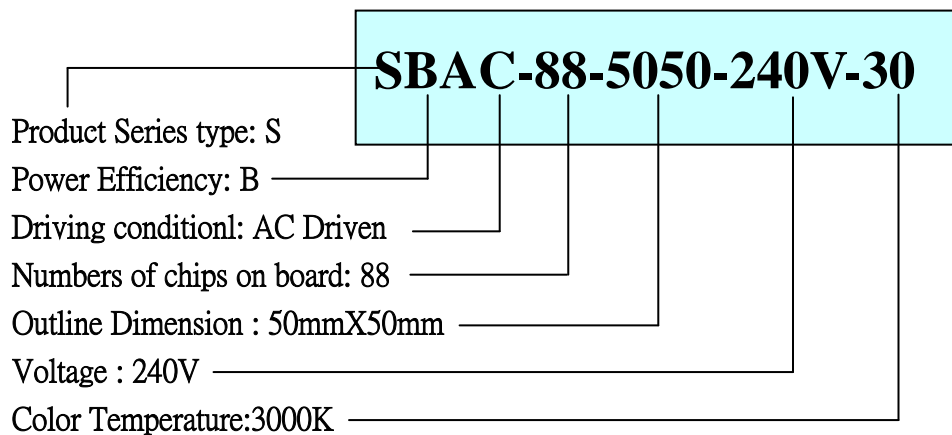 SBAC-88-5050-240V-30
Product Series type: S
Power Efficiency: B
Driving conditionl: AC Driven
Numbers of chips on board: 88
Outline Dimension : 50mmX50mm
Voltage : 240V
Color Temperature:3000K